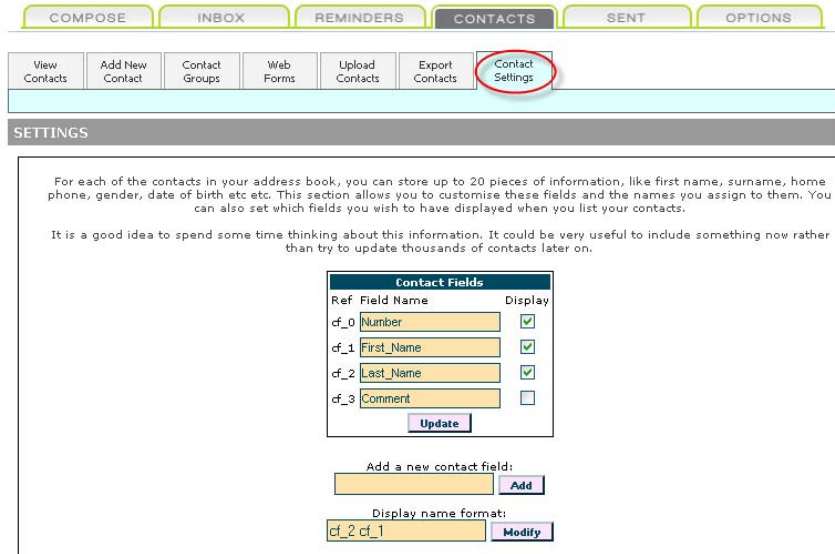 COMPOSE INBOX REMINDERS CONTACTS SENT OPTIONS
View Contacts Add New Contact Contact Groups Web Forms Upload Contacts Export Contacts Contact Settings
SETTINGS
For each of the contacts in your address book, you can store up to 20 pieces of information, like first name, surname, home
phone, gender, date of birth etc etc. This section allows you to customise these fields and the names you assign to them. You
can also set which fields you wish to have displayed when you list your contacts.
It is a good idea to spend some time thinking about this information. It could be very useful to include something now rather
than try to update thousands of contacts later on.
Contact Fields
Ref Field Name Display
cf_0 Number
cf_1 First_Name
cf_2 Last_Name
cf_3 Comment
Update
Add a new contact field:
Add
Display name format:
cf_2 cf_1 Modify